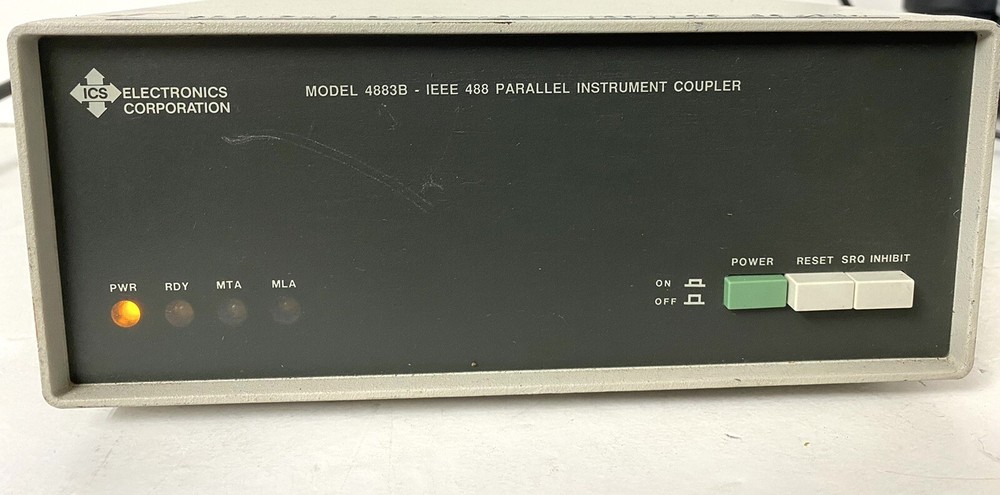 ICS ELECTRONICS
CORPORATION
MODEL 4883B - IEEE 488 PARALLEL INSTRUMENT COUPLER
PWR RDY MTA MLA
POWER RESET SRQ INHIBIT
ON
OFF